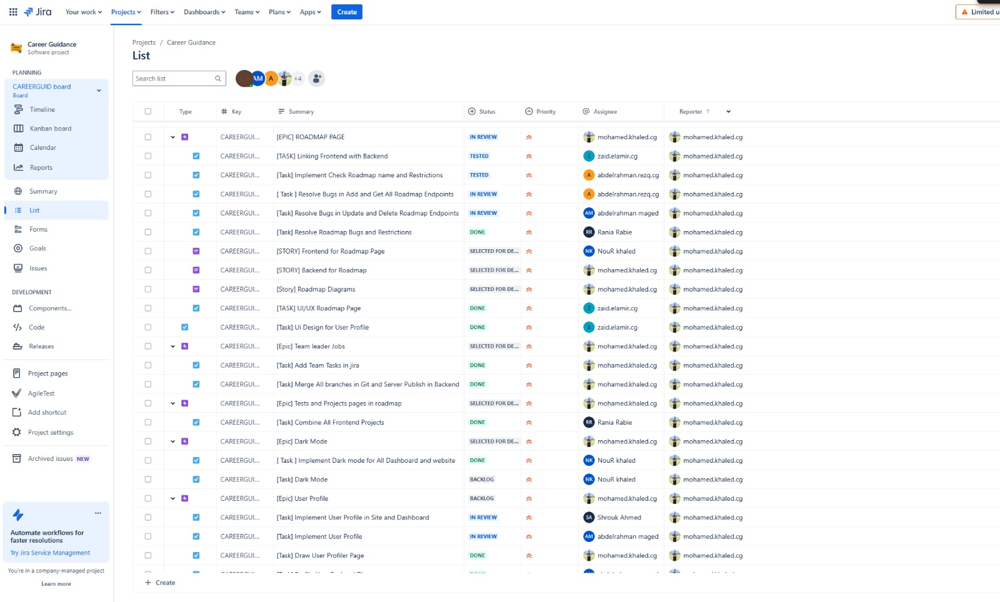 Jira Your work Projects Filters Dashboards Teams Plans Apps Create Limited u
Career Guidance
Software project
PLANNING
CAREERGUID board
Board
Timeline
Kanban board
Calendar
Reports
Summary
List
Forms
Goals
Issues
DEVELOPMENT
Components...
Code
Releases
Project pages
AgileTest
Add shortcut
Project settings
Archived issues NEW
Automate workflows for
faster resolutions
Try Jira Service Management
You're in a company-managed project
Learn more
Projects / Career Guidance
List
Search list AM A +4
Type Key Summary Status Priority Assignee Reporter
CAREERGUI... [EPIC] ROADMAP PAGE IN REVIEW mohamed.khaled.cg mohamed.khaled.cg
CAREERGUI... [TASK] Linking Frontend with Backend TESTED Z zaid.elamir.cg mohamed.khaled.cg
CAREERGUI... [Task] Implement Check Roadmap name and Restrictions TESTED A abdelrahman.rezq.cg mohamed.khaled.cg
CAREERGUI... [ Task ] Resolve Bugs in Add and Get All Roadmap Endpoints IN REVIEW A abdelrahman.rezq.cg mohamed.khaled.cg
CAREERGUI... [Task] Resolve Bugs in Update and Delete Roadmap Endpoints IN REVIEW AM abdelrahman maged mohamed.khaled.cg
CAREERGUI... [Task] Resolve Roadmap Bugs and Restrictions DONE RR Rania Rabie mohamed.khaled.cg
CAREERGUI... [STORY] Frontend for Roadmap Page SELECTED FOR DE... NK NouR khaled mohamed.khaled.cg
CAREERGUI... [STORY] Backend for Roadmap SELECTED FOR DE... mohamed.khaled.cg mohamed.khaled.cg
CAREERGUI... [Story] Roadmap Diagrams SELECTED FOR DE... mohamed.khaled.cg mohamed.khaled.cg
CAREERGUI... [TASK] UI/UX Roadmap Page DONE Z zaid.elamir.cg mohamed.khaled.cg
CAREERGUI... [Task] Ui Design for User Profile DONE Z zaid.elamir.cg mohamed.khaled.cg
CAREERGUI... [Epic] Team leader Jobs SELECTED FOR DE... mohamed.khaled.cg mohamed.khaled.cg
CAREERGUI... [Task] Add Team Tasks in jira DONE mohamed.khaled.cg mohamed.khaled.cg
CAREERGUI... [Task] Merge All branches in Git and Server Publish in Backend DONE mohamed.khaled.cg mohamed.khaled.cg
CAREERGUI... [Epic] Tests and Projects pages in roadmap SELECTED FOR DE... mohamed.khaled.cg mohamed.khaled.cg
CAREERGUI... [Task] Combine All Frontend Projects DONE RR Rania Rabie mohamed.khaled.cg
CAREERGUI... [Epic] Dark Mode SELECTED FOR DE... mohamed.khaled.cg mohamed.khaled.cg
CAREERGUI... [ Task ] Implement Dark mode for All Dashboard and website DONE NK NouR khaled mohamed.khaled.cg
CAREERGUI... [Task] Dark Mode BACKLOG NK NouR khaled mohamed.khaled.cg
CAREERGUI... [Epic] User Profile BACKLOG mohamed.khaled.cg mohamed.khaled.cg
CAREERGUI... [Task] Implement User Profile in Site and Dashboard IN REVIEW SA Shrouk Ahmed mohamed.khaled.cg
CAREERGUI... [Task] Implement User Profile IN REVIEW AM abdelrahman maged mohamed.khaled.cg
CAREERGUI... [Task] Draw User Profiler Page DONE mohamed.khaled.cg mohamed.khaled.cg
+ Create